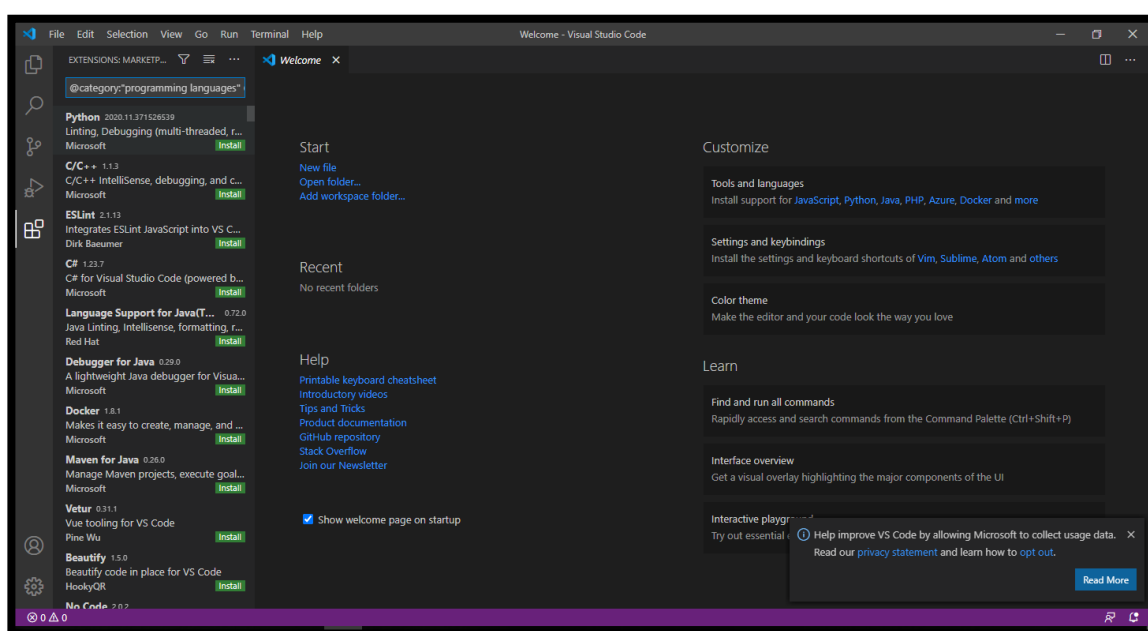 File Edit Selection View Go Run Terminal Help
Welcome - Visual Studio Code
EXTENSIONS: MARKETP...
@category:"programming languages"
Python 2020.11.371526539
Linting, Debugging (multi-threaded, r...
Microsoft Install
C/C++ 1.1.3
C/C++ IntelliSense, debugging, and c...
Microsoft Install
ESLint 2.1.13
Integrates ESLint JavaScript into VS C...
Dirk Baeumer Install
C# 1.23.7
C# for Visual Studio Code (powered b...
Microsoft Install
Language Support for Java(T... 0.72.0
Java Linting, Intellisense, formatting, r...
Red Hat Install
Debugger for Java 0.29.0
A lightweight Java debugger for Visua...
Microsoft Install
Docker 1.8.1
Makes it easy to create, manage, and ...
Microsoft Install
Maven for Java 0.26.0
Manage Maven projects, execute goal...
Microsoft Install
Vetur 0.31.1
Vue tooling for VS Code
Pine Wu Install
Beautify 1.5.0
Beautify code in place for VS Code
HookyQR Install
No Code 2.0.2
Welcome
Start
New file
Open folder...
Add workspace folder...
Recent
No recent folders
Help
Printable keyboard cheatsheet
Introductory videos
Tips and Tricks
Product documentation
GitHub repository
Stack Overflow
Join our Newsletter
Show welcome page on startup
Customize
Tools and languages
Install support for JavaScript, Python, Java, PHP, Azure, Docker and more
Settings and keybindings
Install the settings and keyboard shortcuts of Vim, Sublime, Atom and others
Color theme
Make the editor and your code look the way you love
Learn
Find and run all commands
Rapidly access and search commands from the Command Palette (Ctrl+Shift+P)
Interface overview
Get a visual overlay highlighting the major components of the UI
Interactive
Try out essential
Help improve VS Code by allowing Microsoft to collect usage data.
Read our privacy statement and learn how to opt out.
Read More
0 0